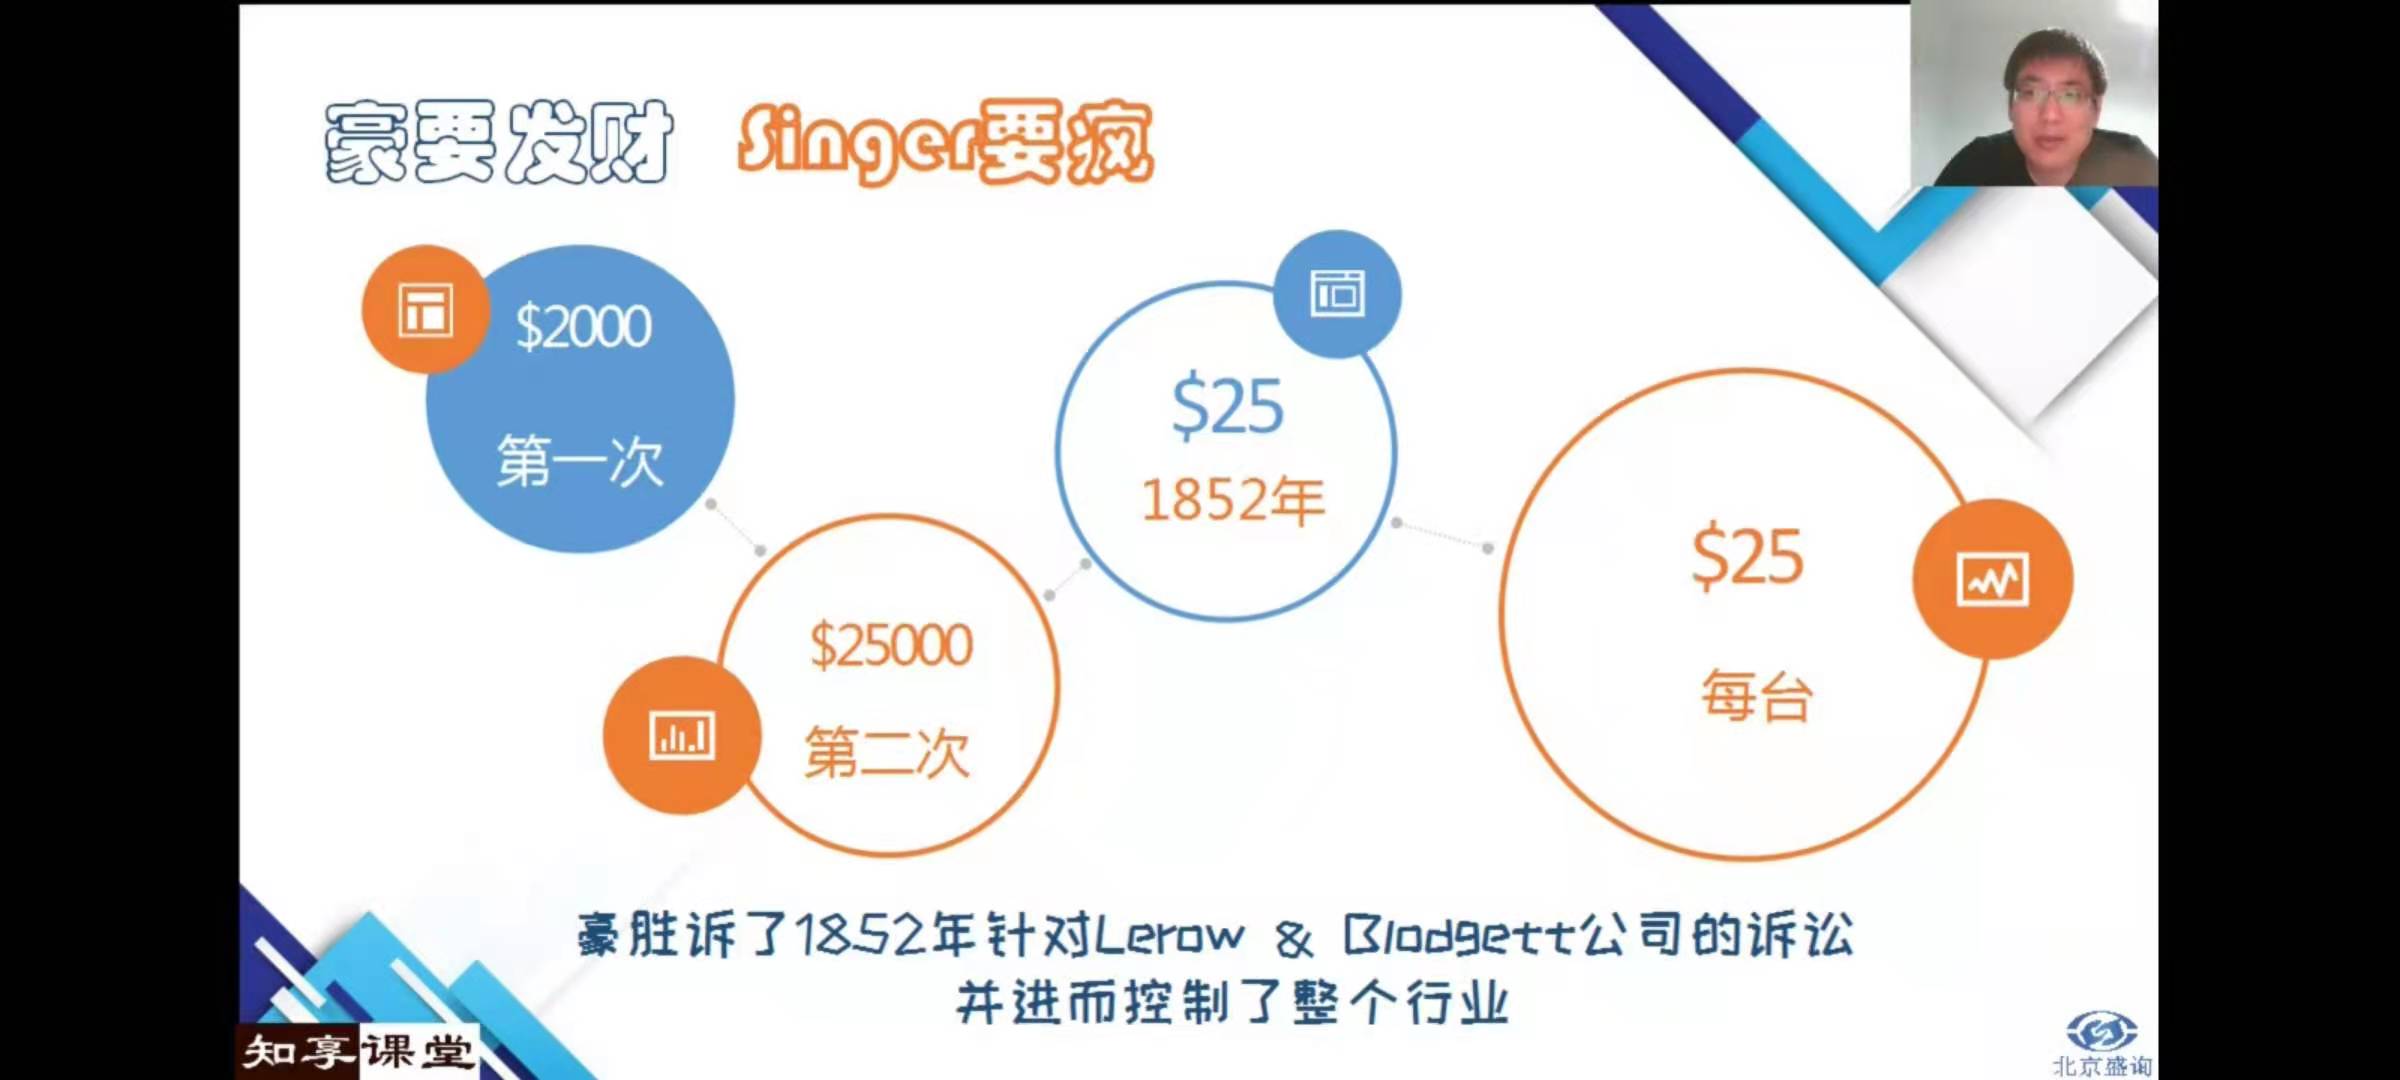 豪要发财 Singer要疯
$2000
第一次
$25000
第二次
$25
1852年
$25
每台
豪胜诉了1852年针对Lerow & Blodgett公司的诉讼
并进而控制了整个行业
知享课堂
北京盛询